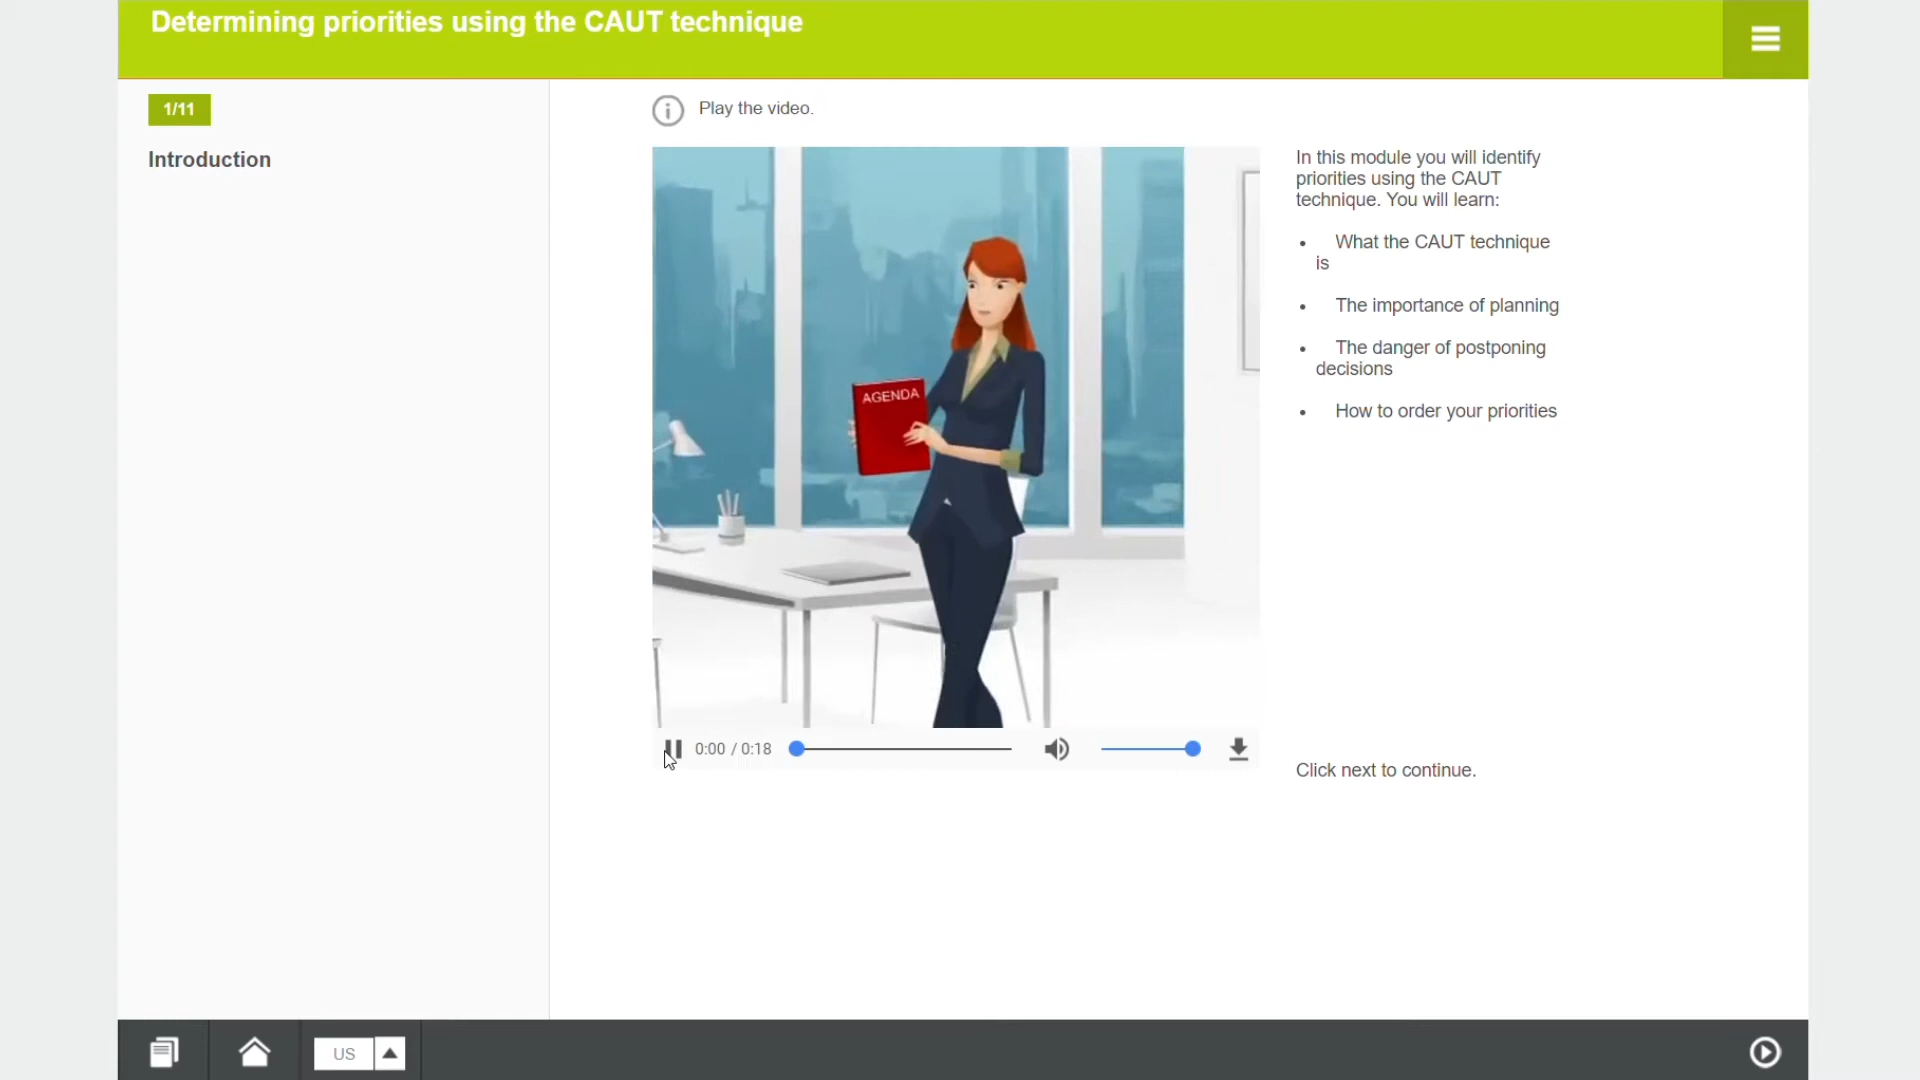 Determining priorities using the CAUT technique
1/11
Introduction
Play the video.
AGENDA
In this module you will identify
priorities using the CAUT
technique. You will learn:
• What the CAUT technique
is
• The importance of planning
• The danger of postponing
decisions
• How to order your priorities
0:00 / 0:18
Click next to continue.
US